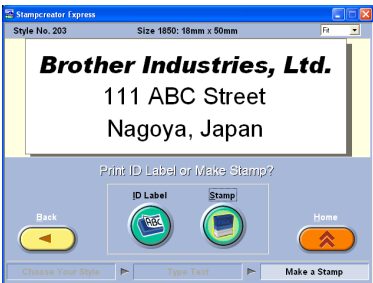 Stampcreator Express
Style No. 203 Size 1850: 18mm x 50mm Fit
Brother Industries, Ltd.
111 ABC Street
Nagoya, Japan
Print ID Label or Make Stamp?
ID Label Stamp
ABC
Back Home
Choose Your Style Type Text Make a Stamp